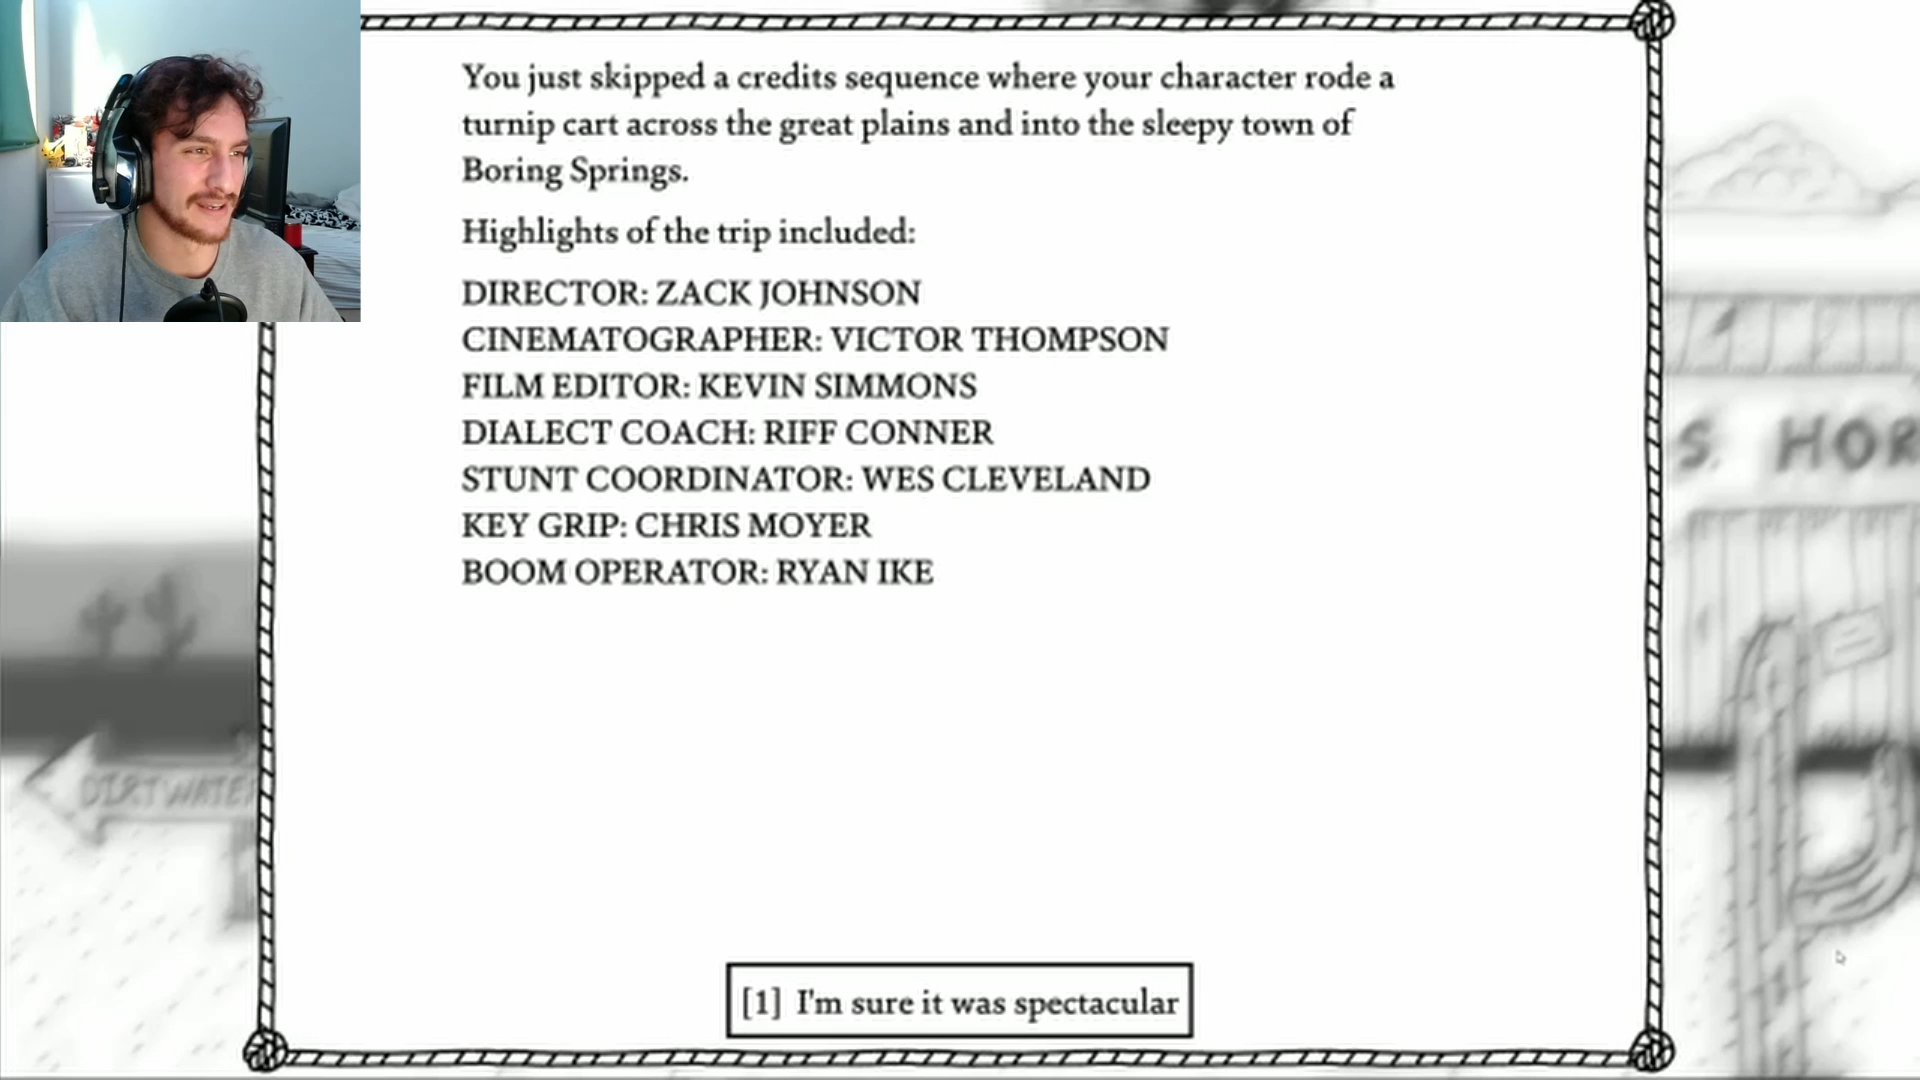 You just skipped a credits sequence where your character rode a
turnip cart across the great plains and into the sleepy town of
Boring Springs.
Highlights of the trip included:
DIRECTOR: ZACK JOHNSON
CINEMATOGRAPHER: VICTOR THOMPSON
FILM EDITOR: KEVIN SIMMONS
DIALECT COACH: RIFF CONNER
STUNT COORDINATOR: WES CLEVELAND
KEY GRIP: CHRIS MOYER
BOOM OPERATOR: RYAN IKE
S. HOR
DIRTWATE
[1] I'm sure it was spectacular